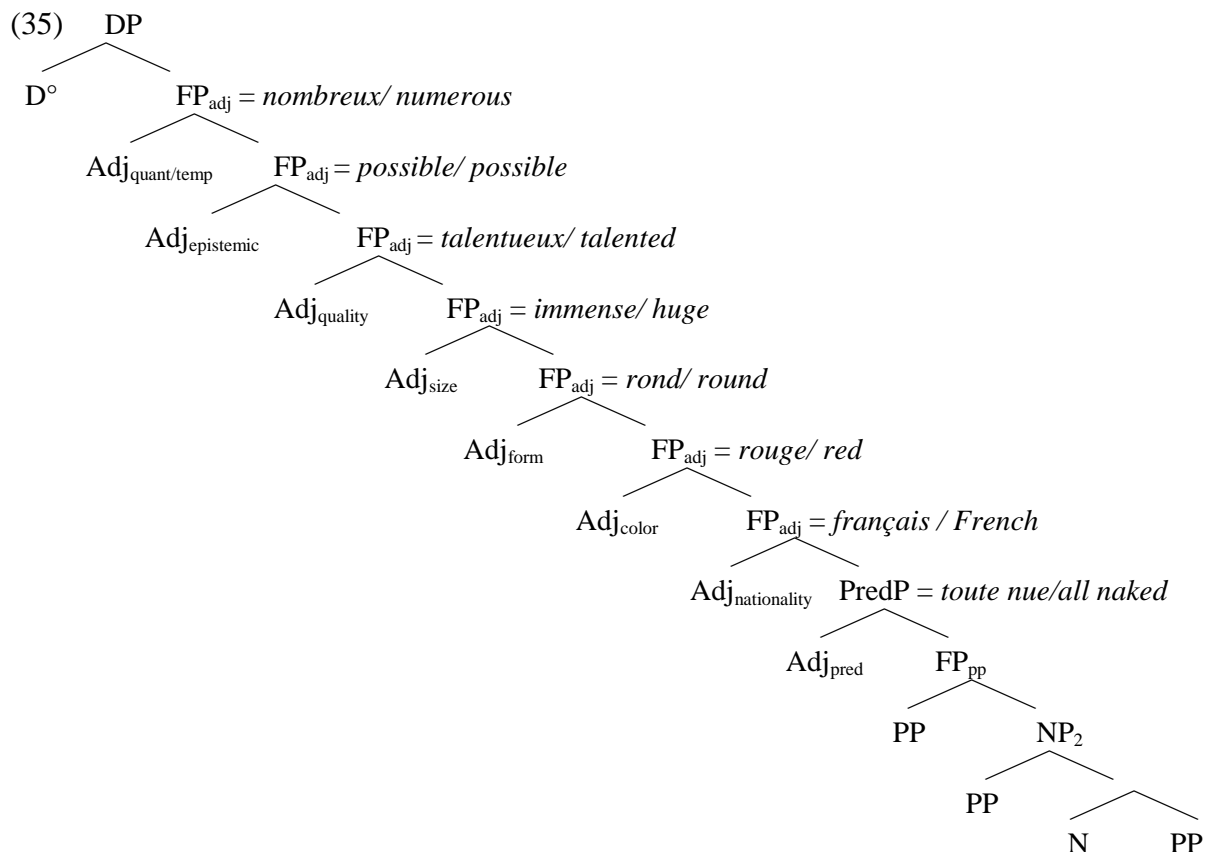 (35) DP
D° FPadj = nombreux/ numerous
Adjquant/temp FPadj = possible/ possible
Adjepistemic FPadj = talentueux/ talented
Adjquality FPadj = immense/ huge
Adjsize FPadj = rond/ round
Adjform FPadj = rouge/ red
Adjcolor FPadj = français / French
Adjnationality PredP = toute nue/all naked
Adjpred FPpp
PP NP2
PP
N PP